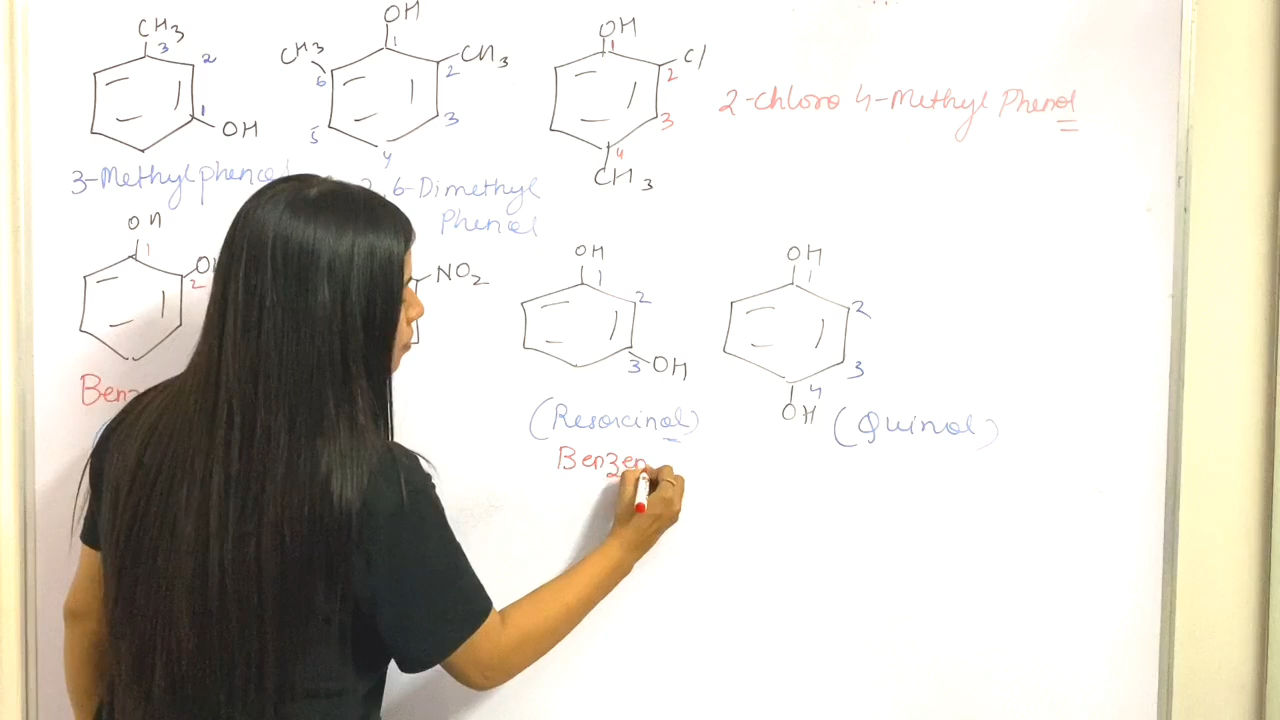 CH3
3
2
1
OH
3-Methylphenol
OH
1
CH3
6
CH3
2
3
5
4
2,6-Dimethyl
Phenol
OH
1
Cl
2
3
4
CH3
2-chloro 4-Methyl Phenol
OH
1
2
NO2
OH
1
2
3
OH
(Resorcinol)
Benzen
OH
1
2
3
4
OH
(Quinol)